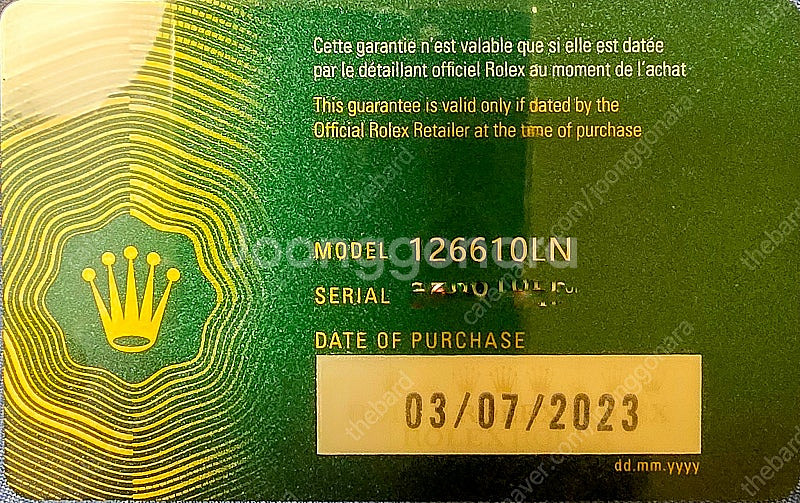 Cette garantie n'est valable que si elle est datée
par le détaillant officiel Rolex au moment de l'achat
This guarantee is valid only if dated by the
Official Rolex Retailer at the time of purchase
MODEL 126610LN
Joonggonara
SERIAL
DATE OF PURCHASE
03/07/2023
dd.mm.yyyy